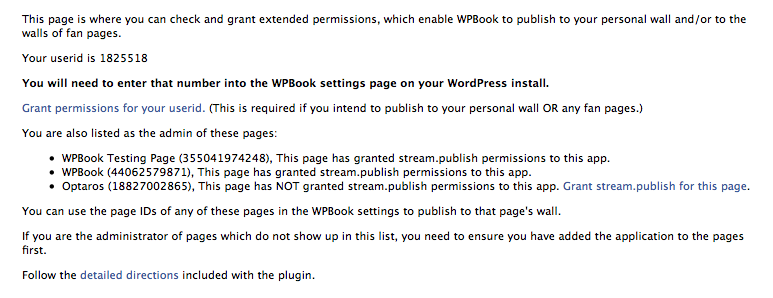 This page is where you can check and grant extended permissions, which enable WPBook to publish to your personal wall and/or to the
walls of fan pages.
Your userid is 1825518
You will need to enter that number into the WPBook settings page on your WordPress install.
Grant permissions for your userid. (This is required if you intend to publish to your personal wall OR any fan pages.)
You are also listed as the admin of these pages:
• WPBook Testing Page (355041974248), This page has granted stream.publish permissions to this app.
• WPBook (44062579871), This page has granted stream.publish permissions to this app.
• Optaros (18827002865), This page has NOT granted stream.publish permissions to this app. Grant stream.publish for this page.
You can use the page IDs of any of these pages in the WPBook settings to publish to that page's wall.
If you are the administrator of pages which do not show up in this list, you need to ensure you have added the application to the pages
first.
Follow the detailed directions included with the plugin.